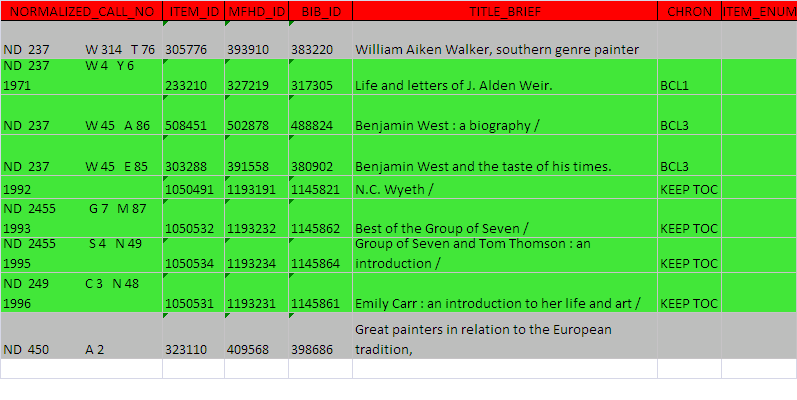 NORMALIZED_CALL_NO ITEM_ID MFHD_ID BIB_ID TITLE_BRIEF CHRON ITEM_ENUM
ND 237 W 314 T 76 305776 393910 383220 William Aiken Walker, southern genre painter
ND 237 W 4 Y 6
1971 233210 327219 317305 Life and letters of J. Alden Weir. BCL1
ND 237 W 45 A 86 508451 502878 488824 Benjamin West : a biography / BCL3
ND 237 W 45 E 85 303288 391558 380902 Benjamin West and the taste of his times. BCL3
1992 1050491 1193191 1145821 N.C. Wyeth / KEEP TOC
ND 2455 G 7 M 87
1993 1050532 1193232 1145862 Best of the Group of Seven / KEEP TOC
ND 2455 S 4 N 49 Group of Seven and Tom Thomson : an
1995 1050534 1193234 1145864 introduction / KEEP TOC
ND 249 C 3 N 48
1996 1050531 1193231 1145861 Emily Carr : an introduction to her life and art / KEEP TOC
Great painters in relation to the European
ND 450 A 2 323110 409568 398686 tradition,